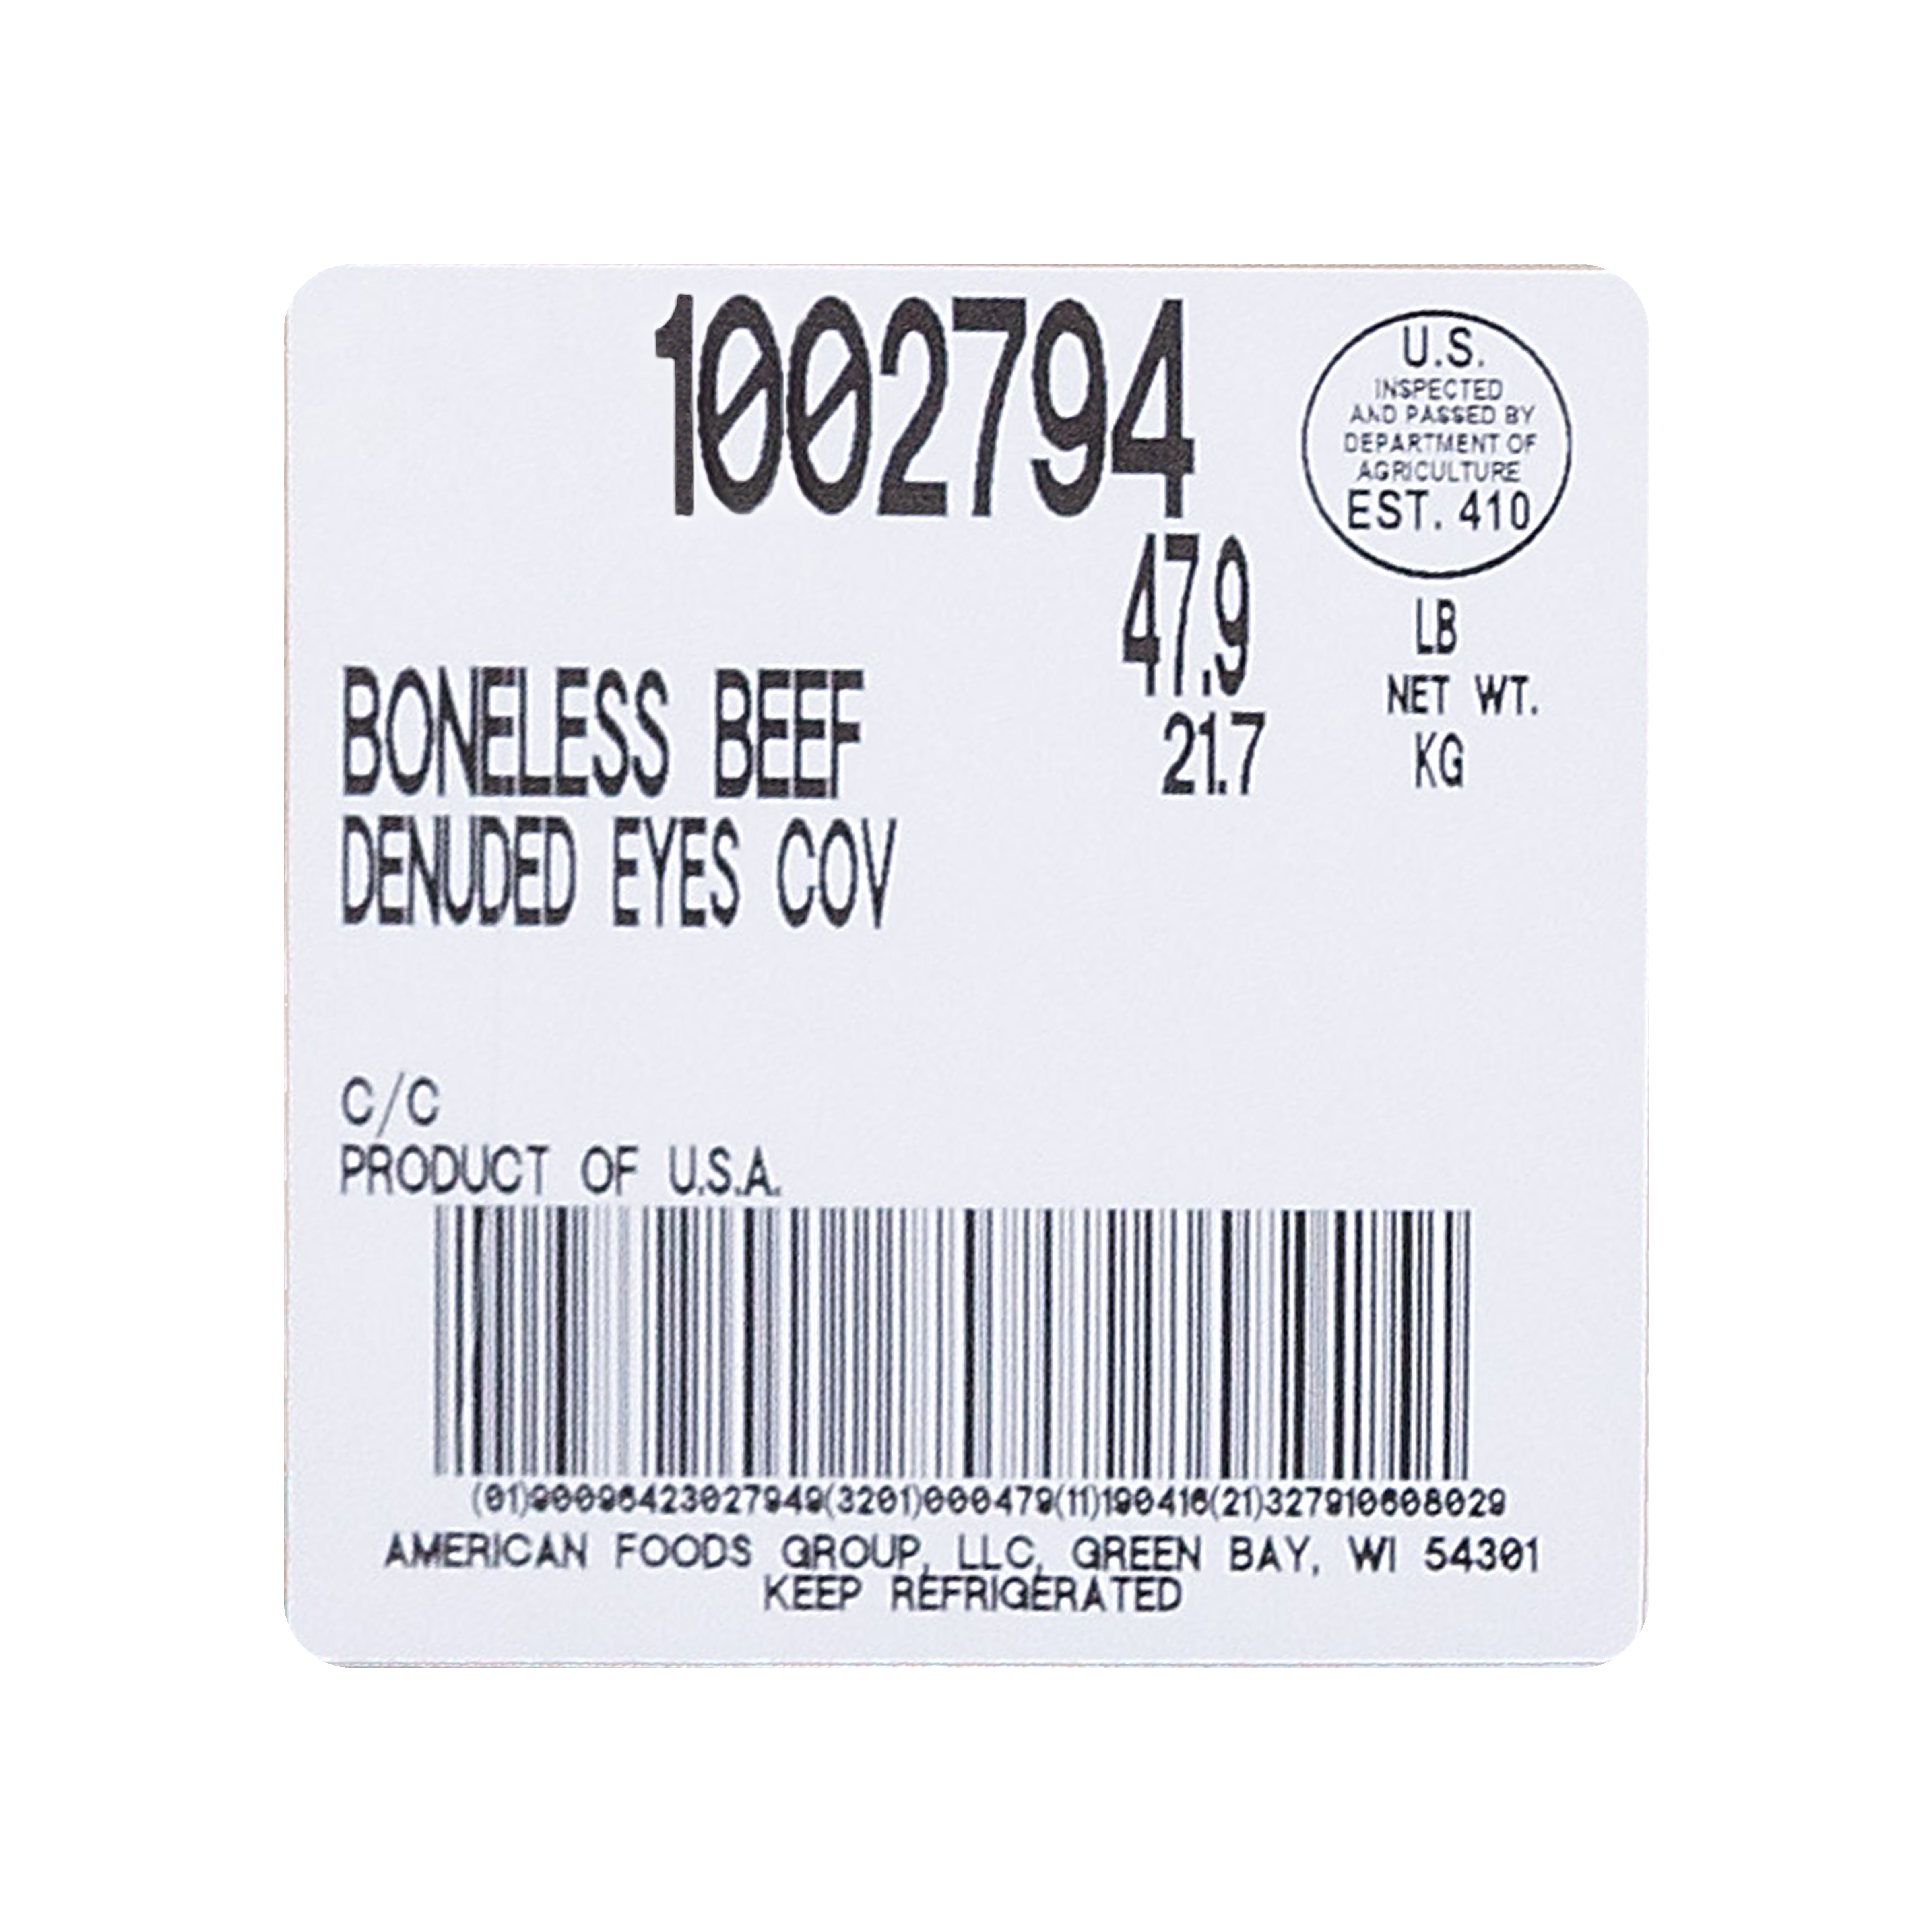 1002794
U.S.
INSPECTED
AND PASSED BY
DEPARTMENT OF
AGRICULTURE
EST. 410
47.9
LB
NET WT.
21.7
KG
BONELESS BEEF
DENUDED EYES COV
C/C
PRODUCT OF U.S.A.
(01)90096423027949(3201)000479(11)190416(21)327910608029
AMERICAN FOODS GROUP, LLC, GREEN BAY, WI 54301
KEEP REFRIGERATED